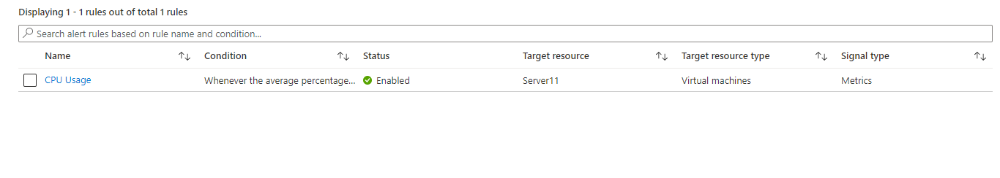 Displaying 1 - 1 rules out of total 1 rules
Search alert rules based on rule name and condition...
Name Condition Status Target resource Target resource type Signal type
CPU Usage Whenever the average percentage... Enabled Server11 Virtual machines Metrics